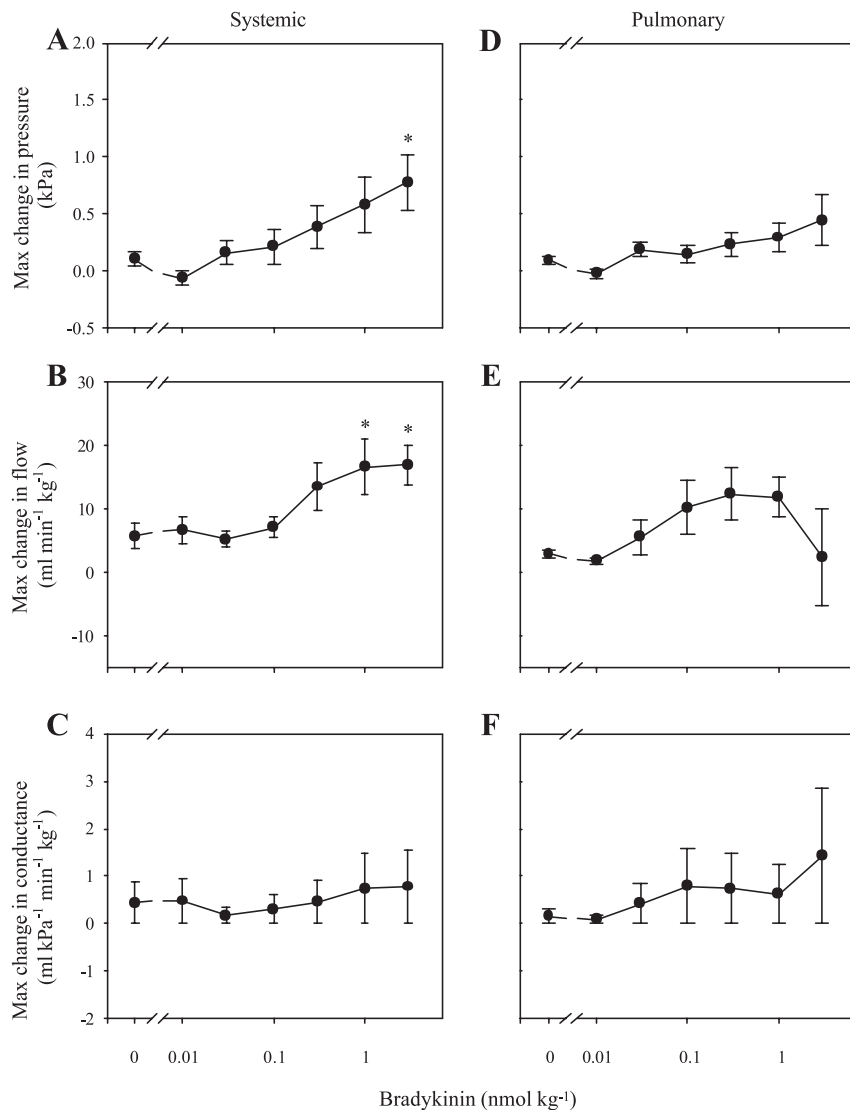 Systemic
Pulmonary
A
D
Max change in pressure
(kPa)
2.0
1.5
1.0
0.5
0.0
-0.5
*
B
E
Max change in flow
(ml min-1 kg-1)
30
20
10
0
-10
* *
C
F
Max change in conductance
(ml kPa-1 min-1 kg-1)
4
3
2
1
0
-1
-2
0 0.01 0.1 1
0 0.01 0.1 1
Bradykinin (nmol kg-1)